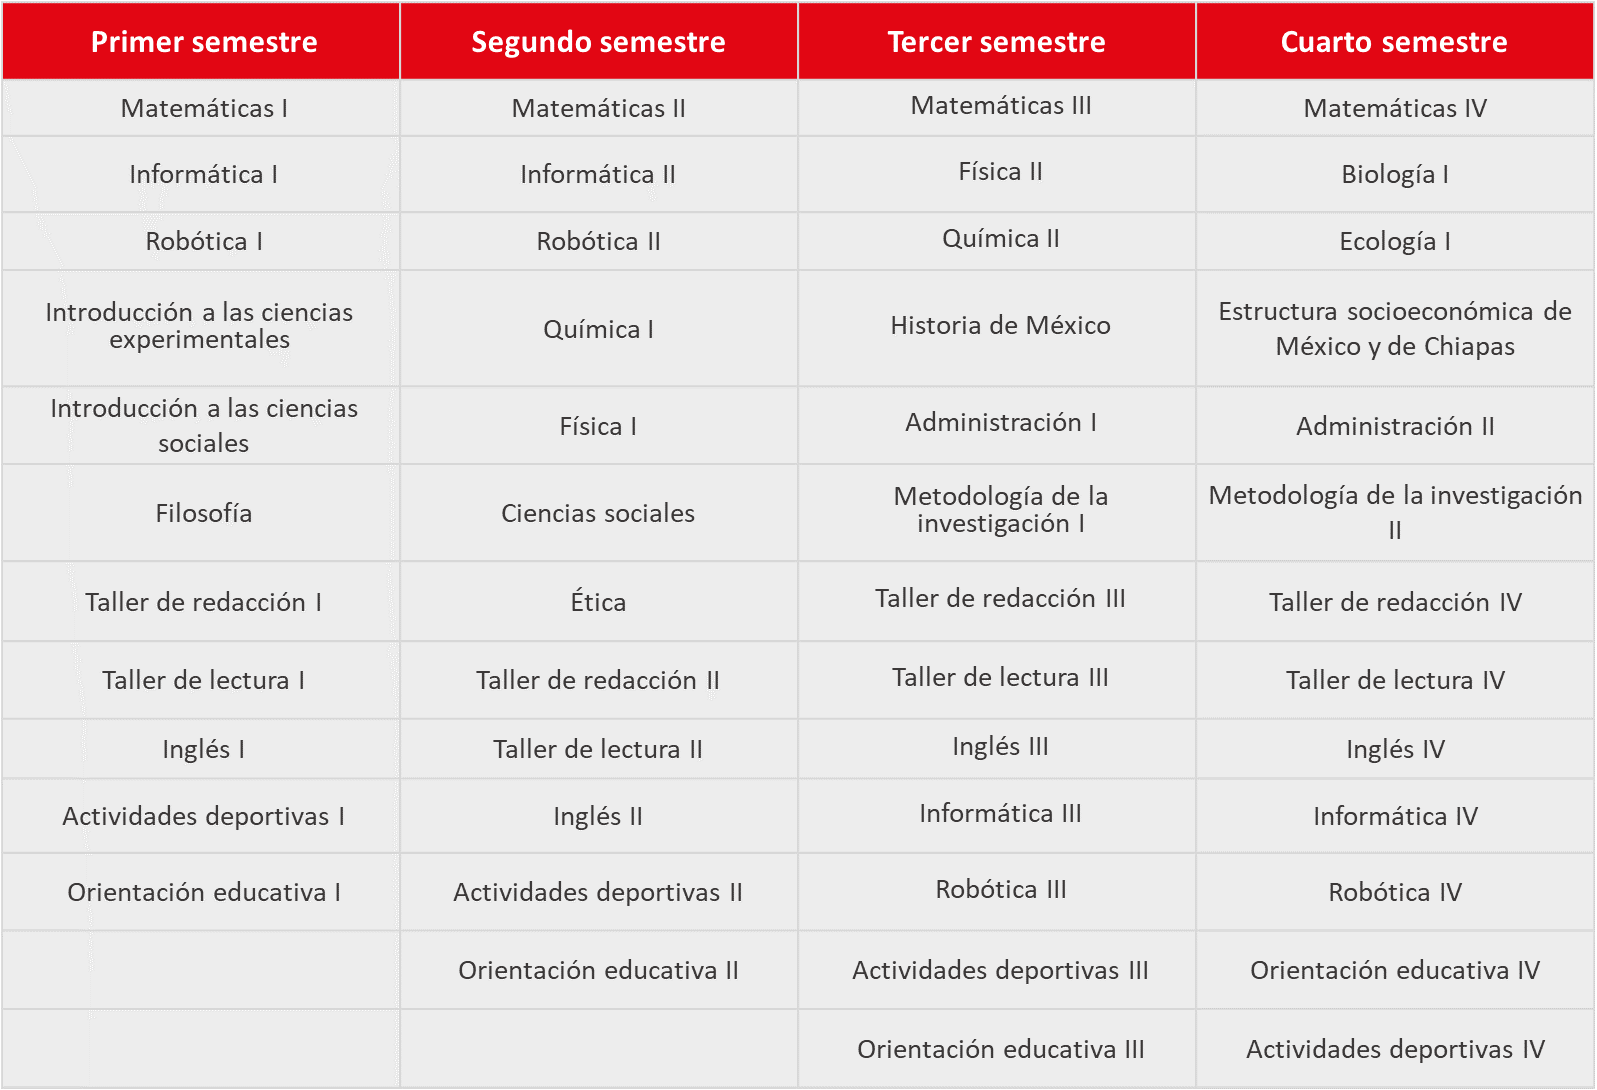 Primer semestre Segundo semestre Tercer semestre Cuarto semestre
Matemáticas I Matemáticas II Matemáticas III Matemáticas IV
Informática I Informática II Física II Biología I
Robótica I Robótica II Química II Ecología I
Introducción a las ciencias
experimentales
Química I
Historia de México
Estructura socioeconómica de
México y de Chiapas
Introducción a las ciencias
sociales
Física I
Administración I
Administración II
Filosofía
Ciencias sociales
Metodología de la
investigación I
Metodología de la investigación
II
Taller de redacción I Ética Taller de redacción III Taller de redacción IV
Taller de lectura I Taller de redacción II Taller de lectura III Taller de lectura IV
Inglés I Taller de lectura II Inglés III Inglés IV
Actividades deportivas I Inglés II Informática III Informática IV
Orientación educativa I Actividades deportivas II Robótica III Robótica IV
Orientación educativa II Actividades deportivas III Orientación educativa IV
Orientación educativa III Actividades deportivas IV